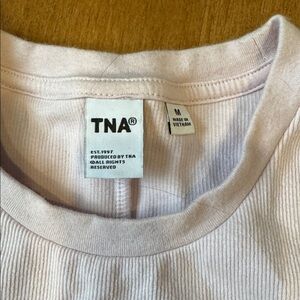 TNA®
EST.1997
PRODUCED BY TNA
©ALL RIGHTS
RESERVED
M
MADE IN
VIETNAM